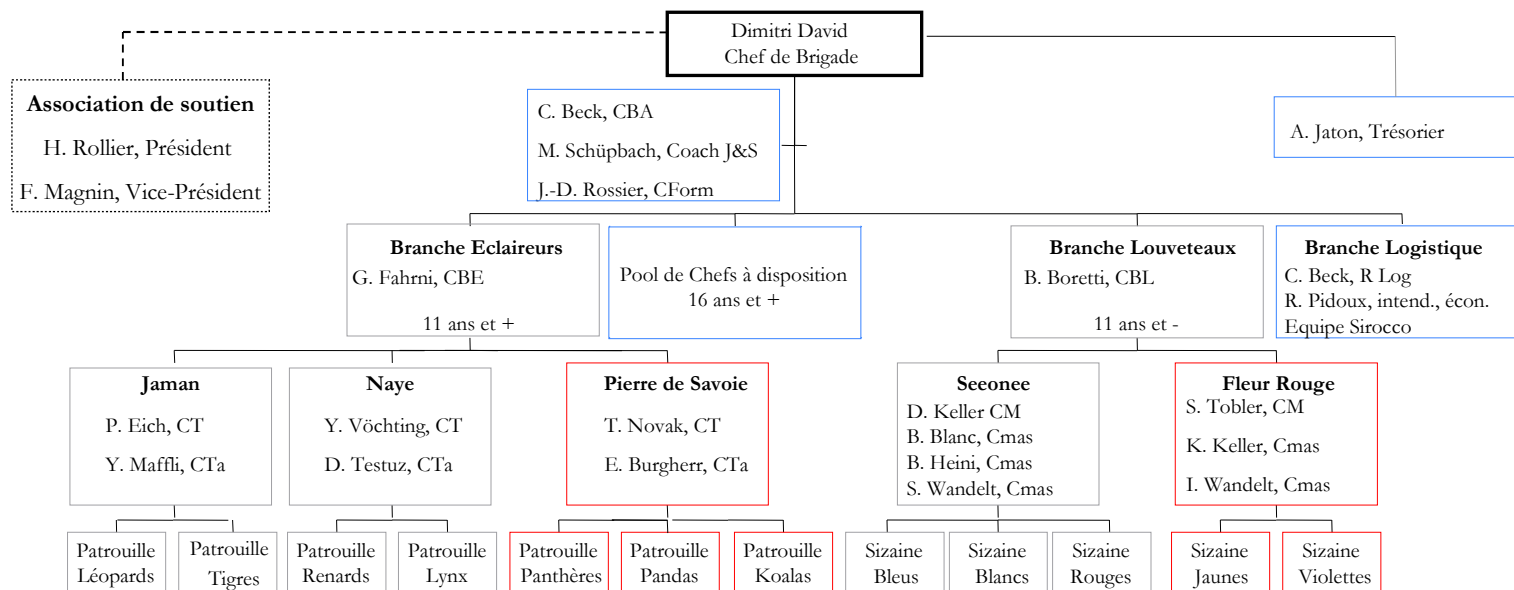 Dimitri David
Chef de Brigade
Association de soutien
H. Rollier, Président
F. Magnin, Vice-Président
C. Beck, CBA
M. Schüpbach, Coach J&S
J.-D. Rossier, CForm
A. Jaton, Trésorier
Branche Eclaireurs
G. Fahrni, CBE
11 ans et +
Pool de Chefs à disposition
16 ans et +
Branche Louveteaux
B. Boretti, CBL
11 ans et -
Branche Logistique
C. Beck, R Log
R. Pidoux, intend., écon.
Equipe Sirocco
Jaman
P. Eich, CT
Y. Maffli, CTa
Naye
Y. Vöchting, CT
D. Testuz, CTa
Pierre de Savoie
T. Novak, CT
E. Burgherr, CTa
Seeonee
D. Keller CM
B. Blanc, Cmas
B. Heini, Cmas
S. Wandelt, Cmas
Fleur Rouge
S. Tobler, CM
K. Keller, Cmas
I. Wandelt, Cmas
Patrouille
Léopards
Patrouille
Tigres
Patrouille
Renards
Patrouille
Lynx
Patrouille
Panthères
Patrouille
Pandas
Patrouille
Koalas
Sizaine
Bleus
Sizaine
Blancs
Sizaine
Rouges
Sizaine
Jaunes
Sizaine
Violettes